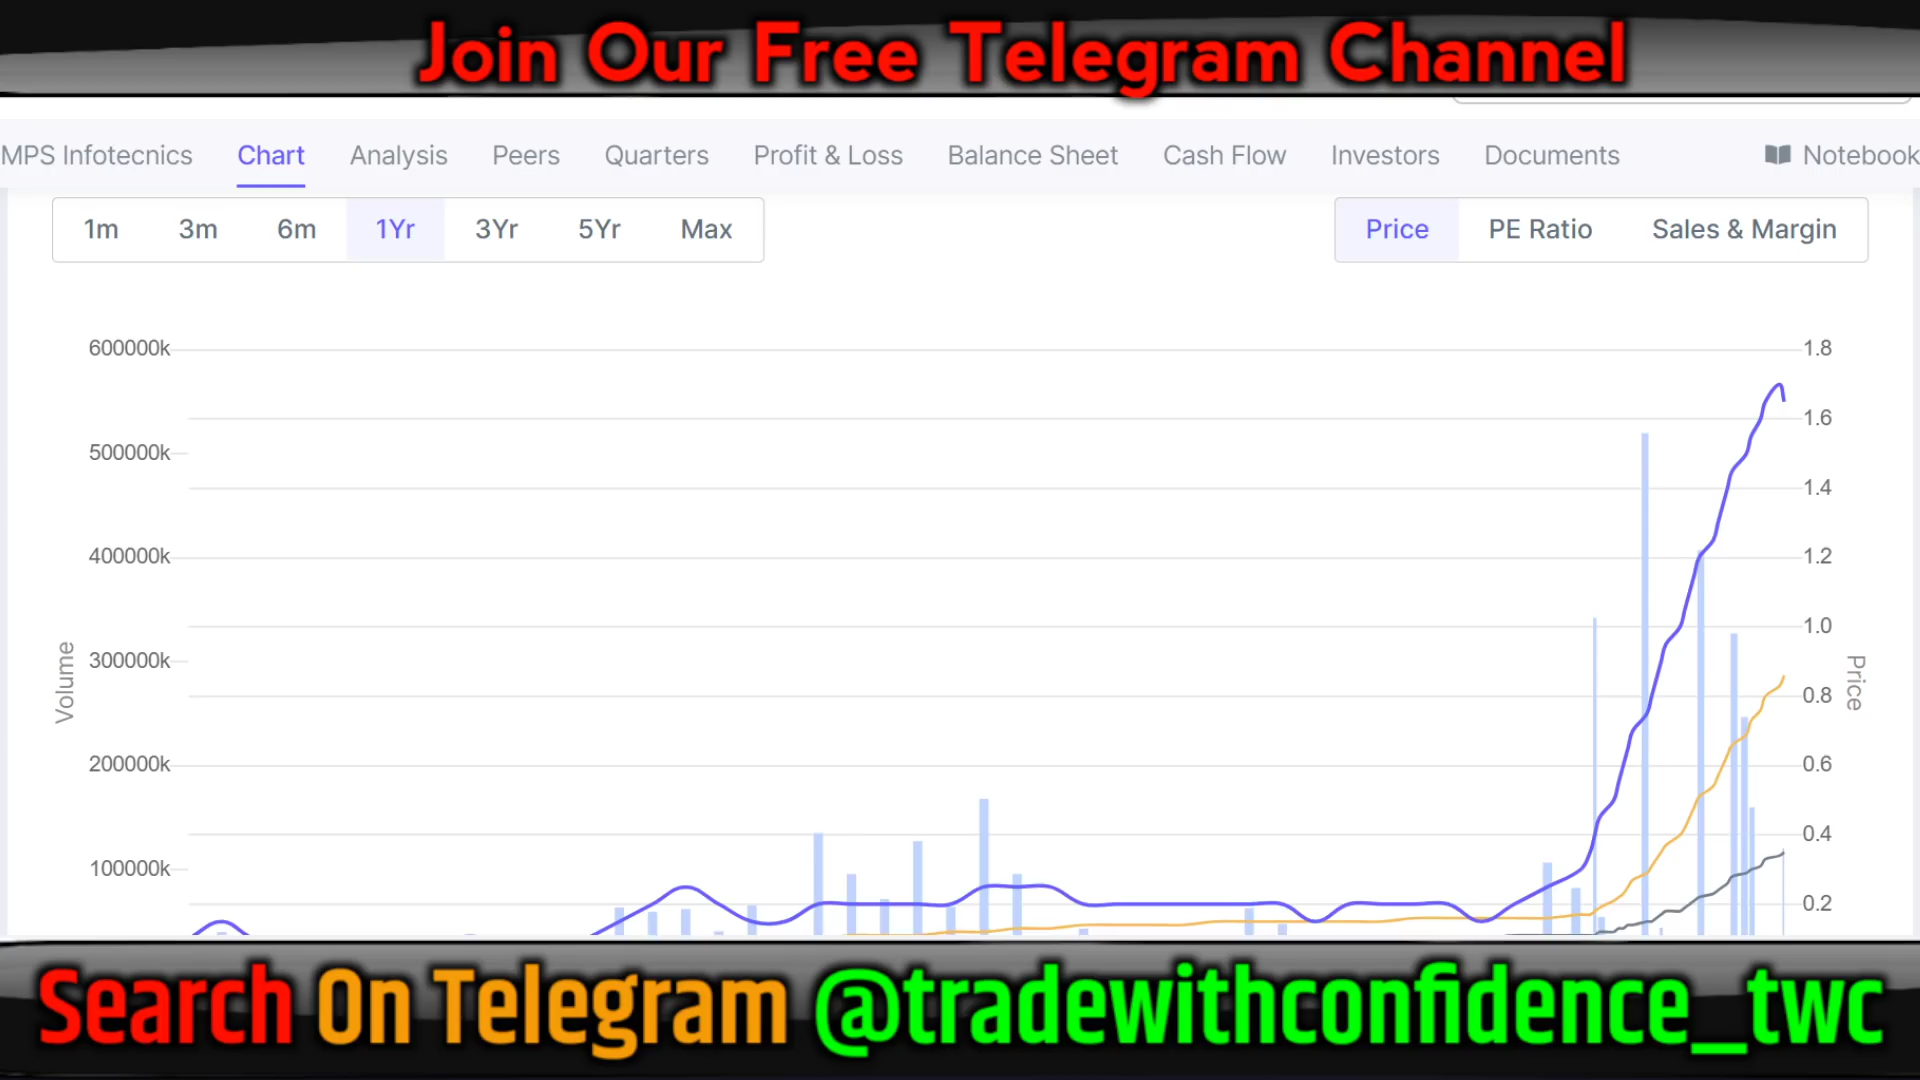 Join Our Free Telegram Channel
MPS Infotecnics Chart Analysis Peers Quarters Profit & Loss Balance Sheet Cash Flow Investors Documents Notebook
1m 3m 6m 1Yr 3Yr 5Yr Max Price PE Ratio Sales & Margin
600000k 1.8
1.6
500000k
1.4
400000k 1.2
1.0
300000k
Volume Price
0.8
200000k 0.6
0.4
100000k
0.2
Search On Telegram @tradewithconfidence_twc